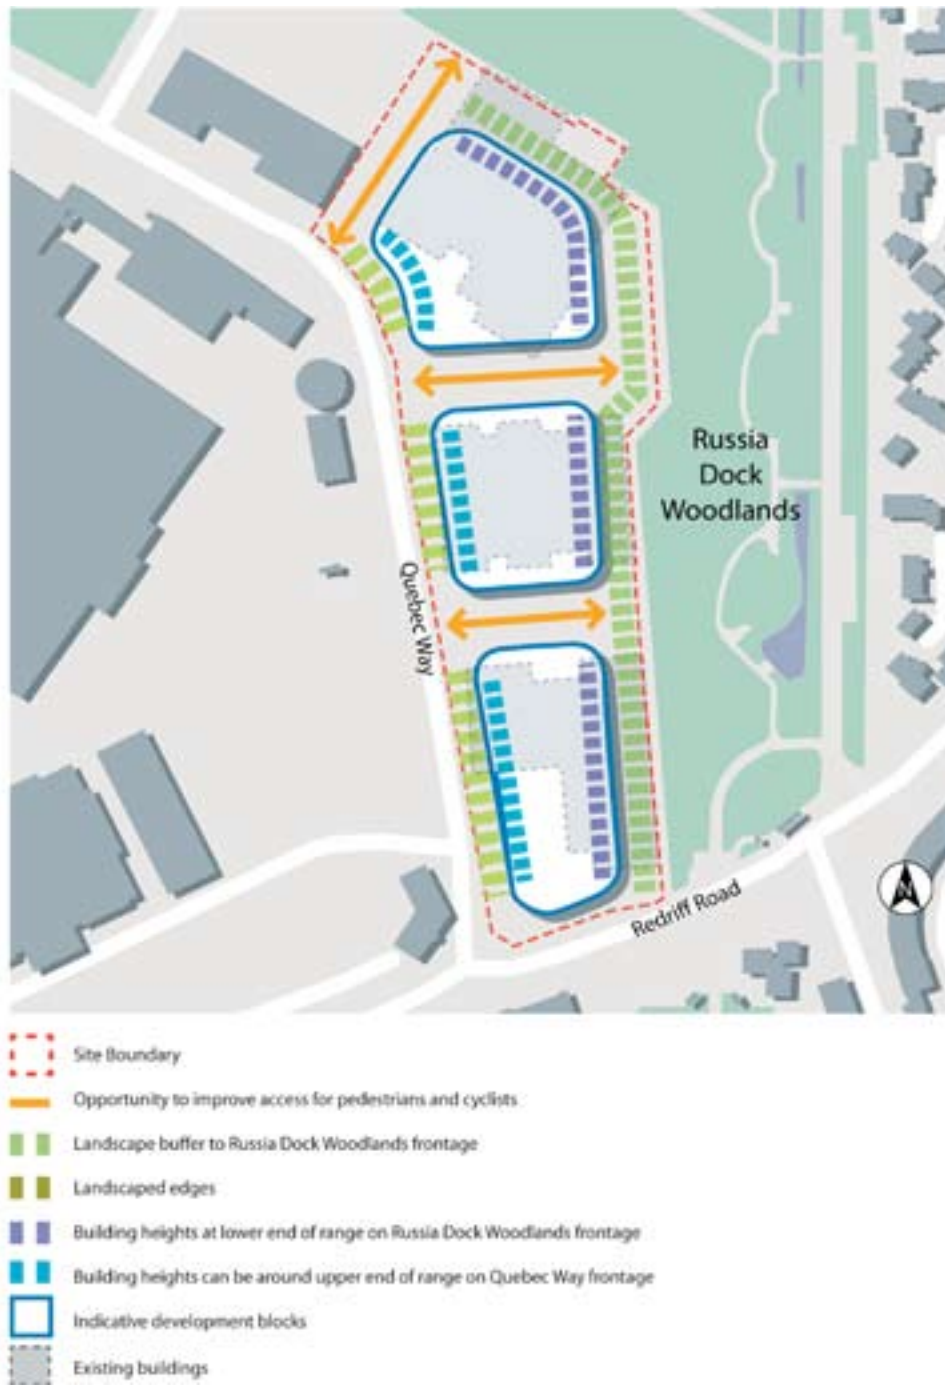 Russia
Dock
Woodlands
Quebec Way
N
Redriff Road
Site Boundary
Opportunity to improve access for pedestrians and cyclists
Landscape buffer to Russia Dock Woodlands frontage
Landscaped edges
Building heights at lower end of range on Russia Dock Woodlands frontage
Building heights can be around upper end of range on Quebec Way frontage
Indicative development blocks
Existing buildings